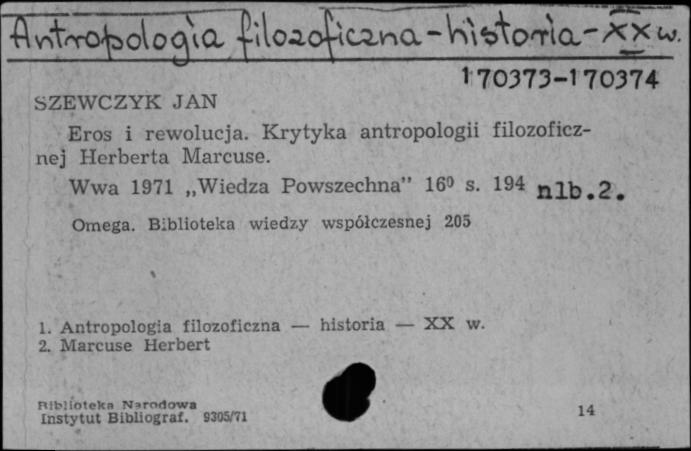 Antropologia filozoficzna - historia - XX w.
170373-170374
SZEWCZYK JAN
Eros i rewolucja. Krytyka antropologii filozoficz-
nej Herberta Marcuse.
Wwa 1971 „Wiedza Powszechna” 16⁰ s. 194 nlb.2.
Omega. Biblioteka wiedzy współczesnej 205
1. Antropologia filozoficzna — historia — XX w.
2. Marcuse Herbert
Biblioteka Narodowa
Instytut Bibliograf. 9305/71
14